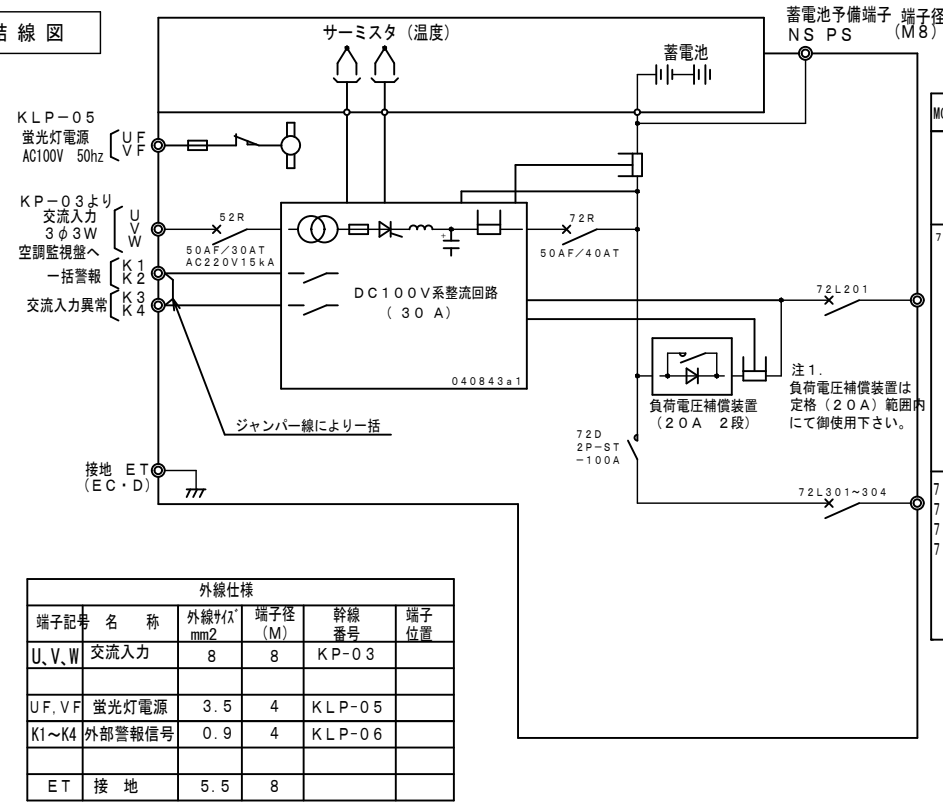 結線図
サーミスタ（温度）
蓄電池予備端子 端子径
NS PS （M8）
蓄電池
KLP-05
蛍光灯電源
AC100V 50hz
UF
VF
KP-03より
交流入力
3φ3W
空調監視盤へ
U
V
W
52R
50AF/30AT
AC220V15kA
一括警報
K1
K2
交流入力異常
K3
K4
+
DC100V系整流回路
（30A）
040843a1
72R
50AF/40AT
72L201
注1．
負荷電圧補償装置は
定格（20A）範囲内
にて御使用下さい。
負荷電圧補償装置
（20A 2段）
ジャンパー線により一括
72D
2P-ST
-100A
接地 ET
（EC・D）
72L301~304
7
7
7
7
7
外線仕様
端子記号 名称 外線サイズ mm2 端子径（M） 幹線番号 端子位置
U､V､W 交流入力 8 8 KP-03
UF,VF 蛍光灯電源 3.5 4 KLP-05
K1~K4 外部警報信号 0.9 4 KLP-06
ET 接地 5.5 8